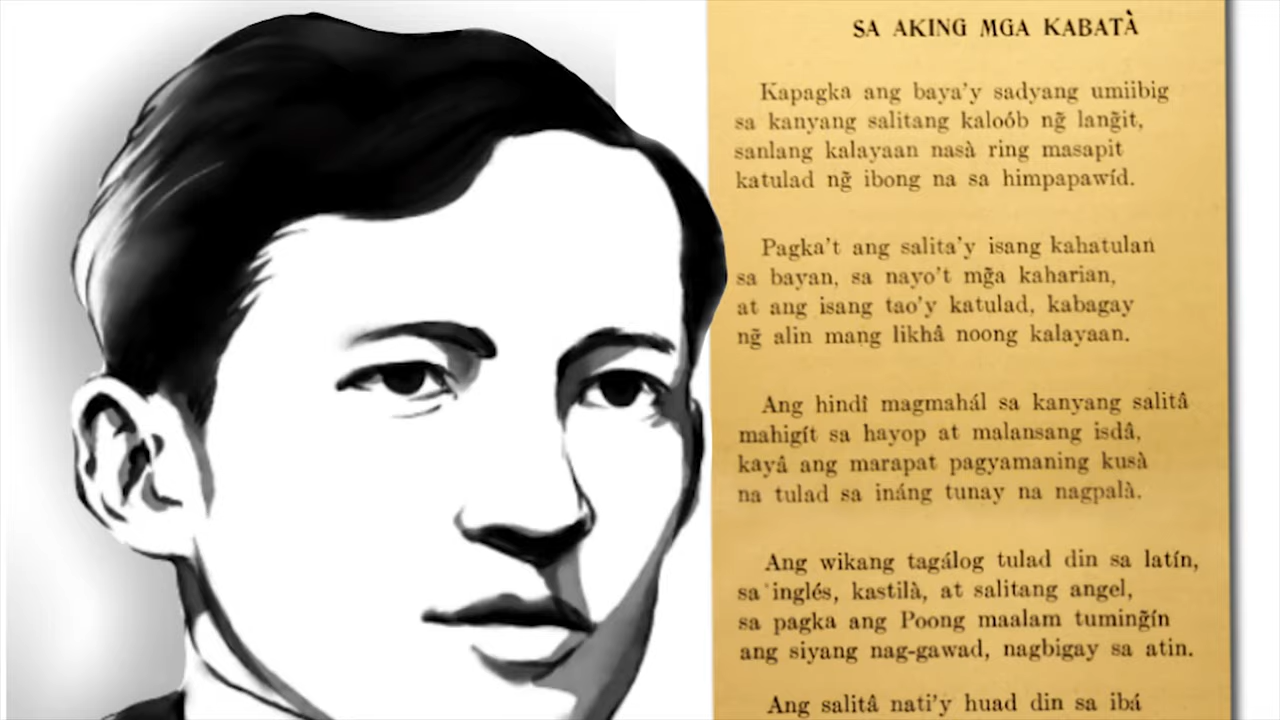 SA AKING MGA KABATÀ
Kapagka ang baya’y sadyang umiibig
sa kanyang salitang kaloób ng̃ lang̃it,
sanlang kalayaan nasà ring masapit
katulad ng̃ ibong na sa himpapawíd.
Pagka’t ang salita’y isang kahatulan
sa bayan, sa nayo’t mg̃a kaharian,
at ang isang tao’y katulad, kabagay
ng̃ alin mang likhâ noong kalayaan.
Ang hindî magmahál sa kanyang salitâ
mahigít sa hayop at malansang isdâ,
kayâ ang marapat pagyamaning kusà
na tulad sa ináng tunay na nagpalà.
Ang wikang tagálog tulad din sa latín,
sa inglés, kastilà, at salitang angel,
sa pagka ang Poong maalam tuming̃ín
ang siyang nag-gawad, nagbigay sa atin.
Ang salitâ nati’y huad din sa ibá